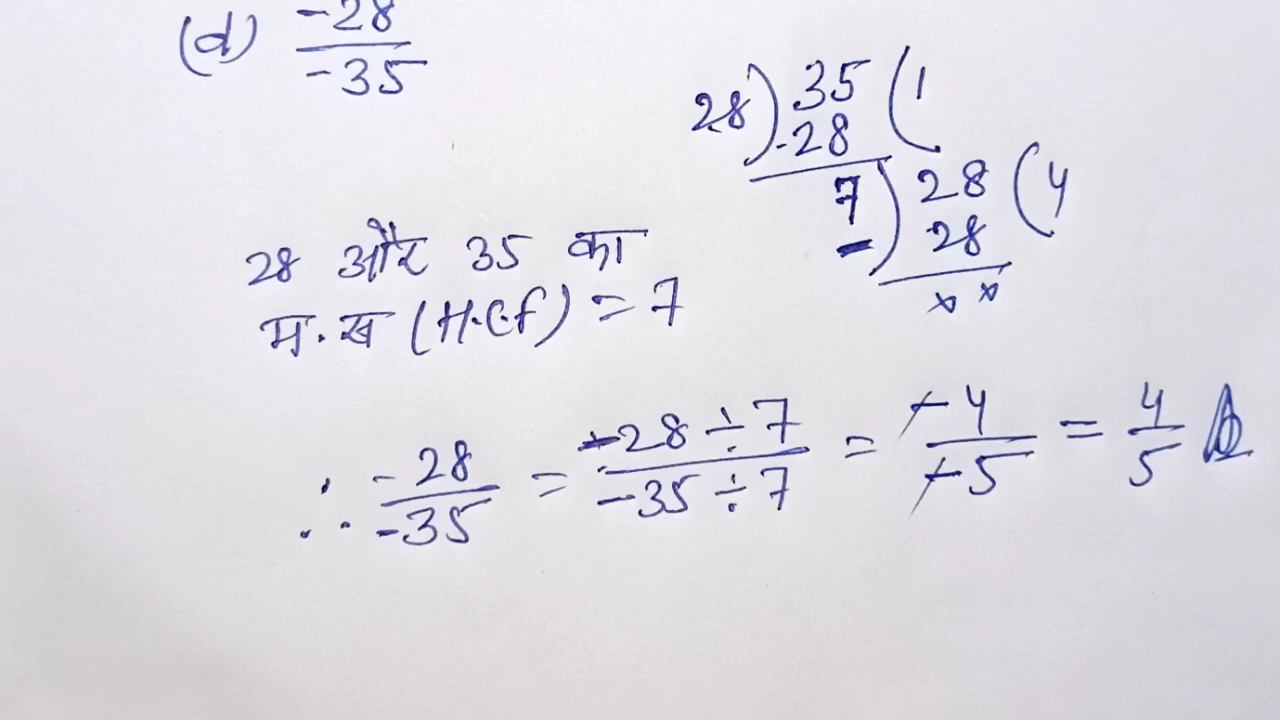 (d) -28/-35
28 ) 35 ( 1
-28
7 ) 28 ( 4
28
× ×
28 और 35 का
म.स (H.C.f) = 7
∴ -28/-35 = -28÷7/-35÷7 = -4/-5 = 4/5